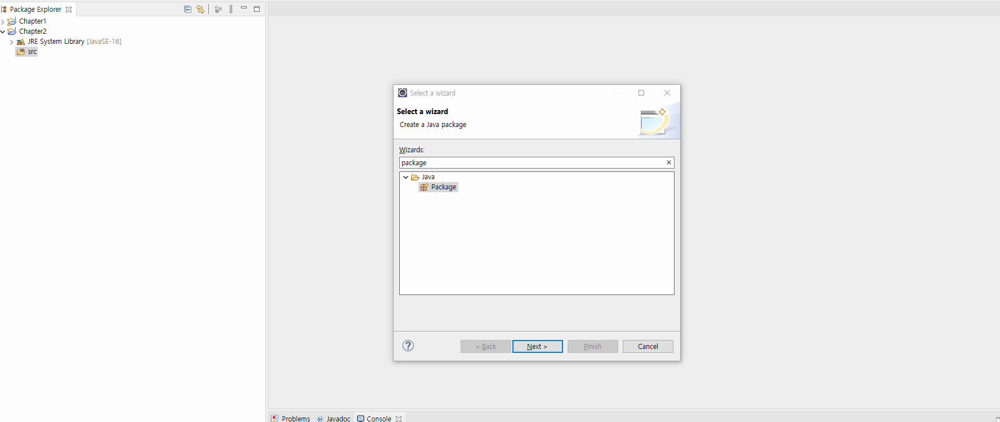 Package Explorer
Chapter1
Chapter2
JRE System Library [JavaSE-16]
src
Select a wizard
Select a wizard
Create a Java package
Wizards:
package
Java
Package
< Back
Next >
Finish
Cancel
Problems
@ Javadoc
Console